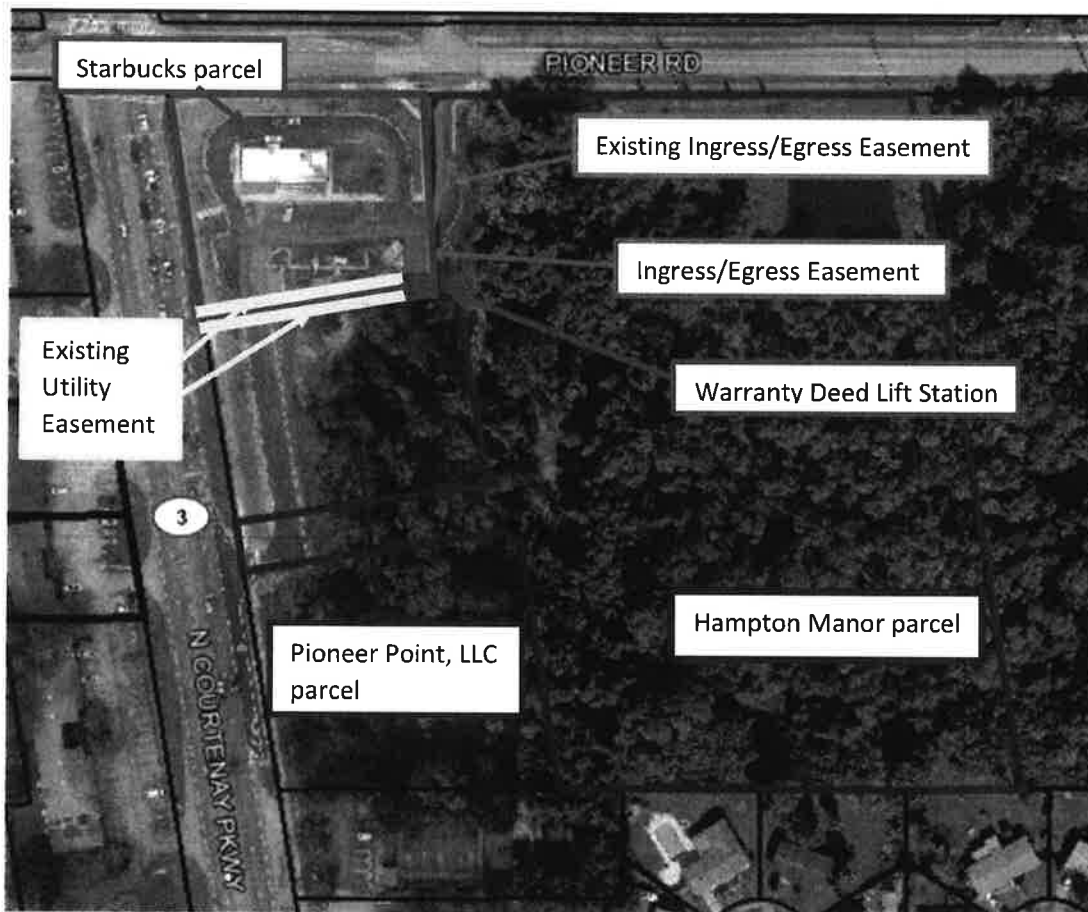 PIONEER RD
Starbucks parcel
Existing Ingress/Egress Easement
Ingress/Egress Easement
Existing
Utility
Easement
Warranty Deed Lift Station
3
Hampton Manor parcel
Pioneer Point, LLC
parcel
N COURTENAY PKWY